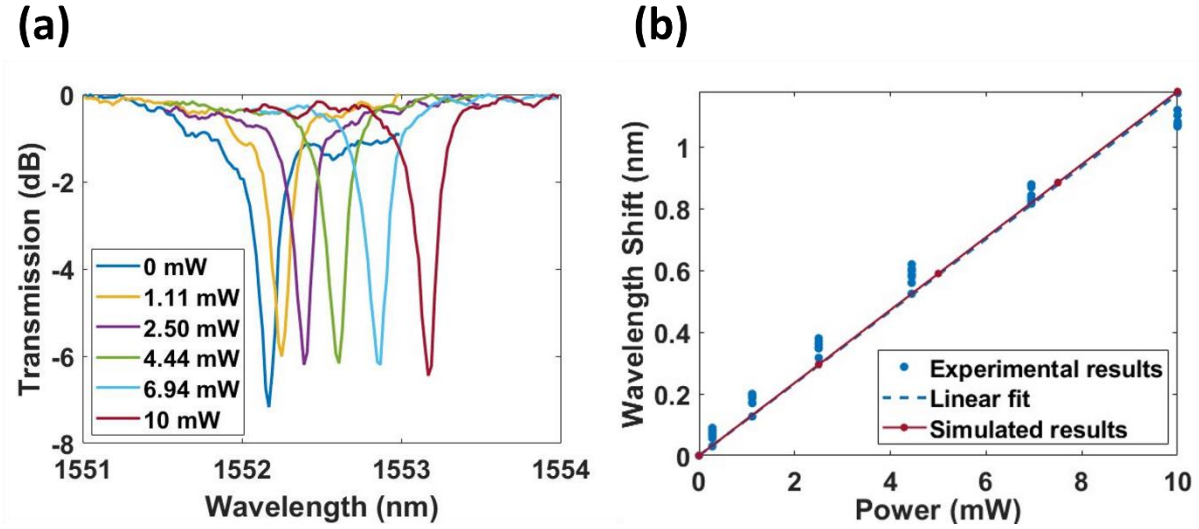 (a)
0
-2
-4
-6
-8
Transmission (dB)
0 mW
1.11 mW
2.50 mW
4.44 mW
6.94 mW
10 mW
1551
1552
1553
1554
Wavelength (nm)
(b)
1
0.8
0.6
0.4
0.2
0
Wavelength Shift (nm)
Experimental results
Linear fit
Simulated results
0
2
4
6
8
10
Power (mW)